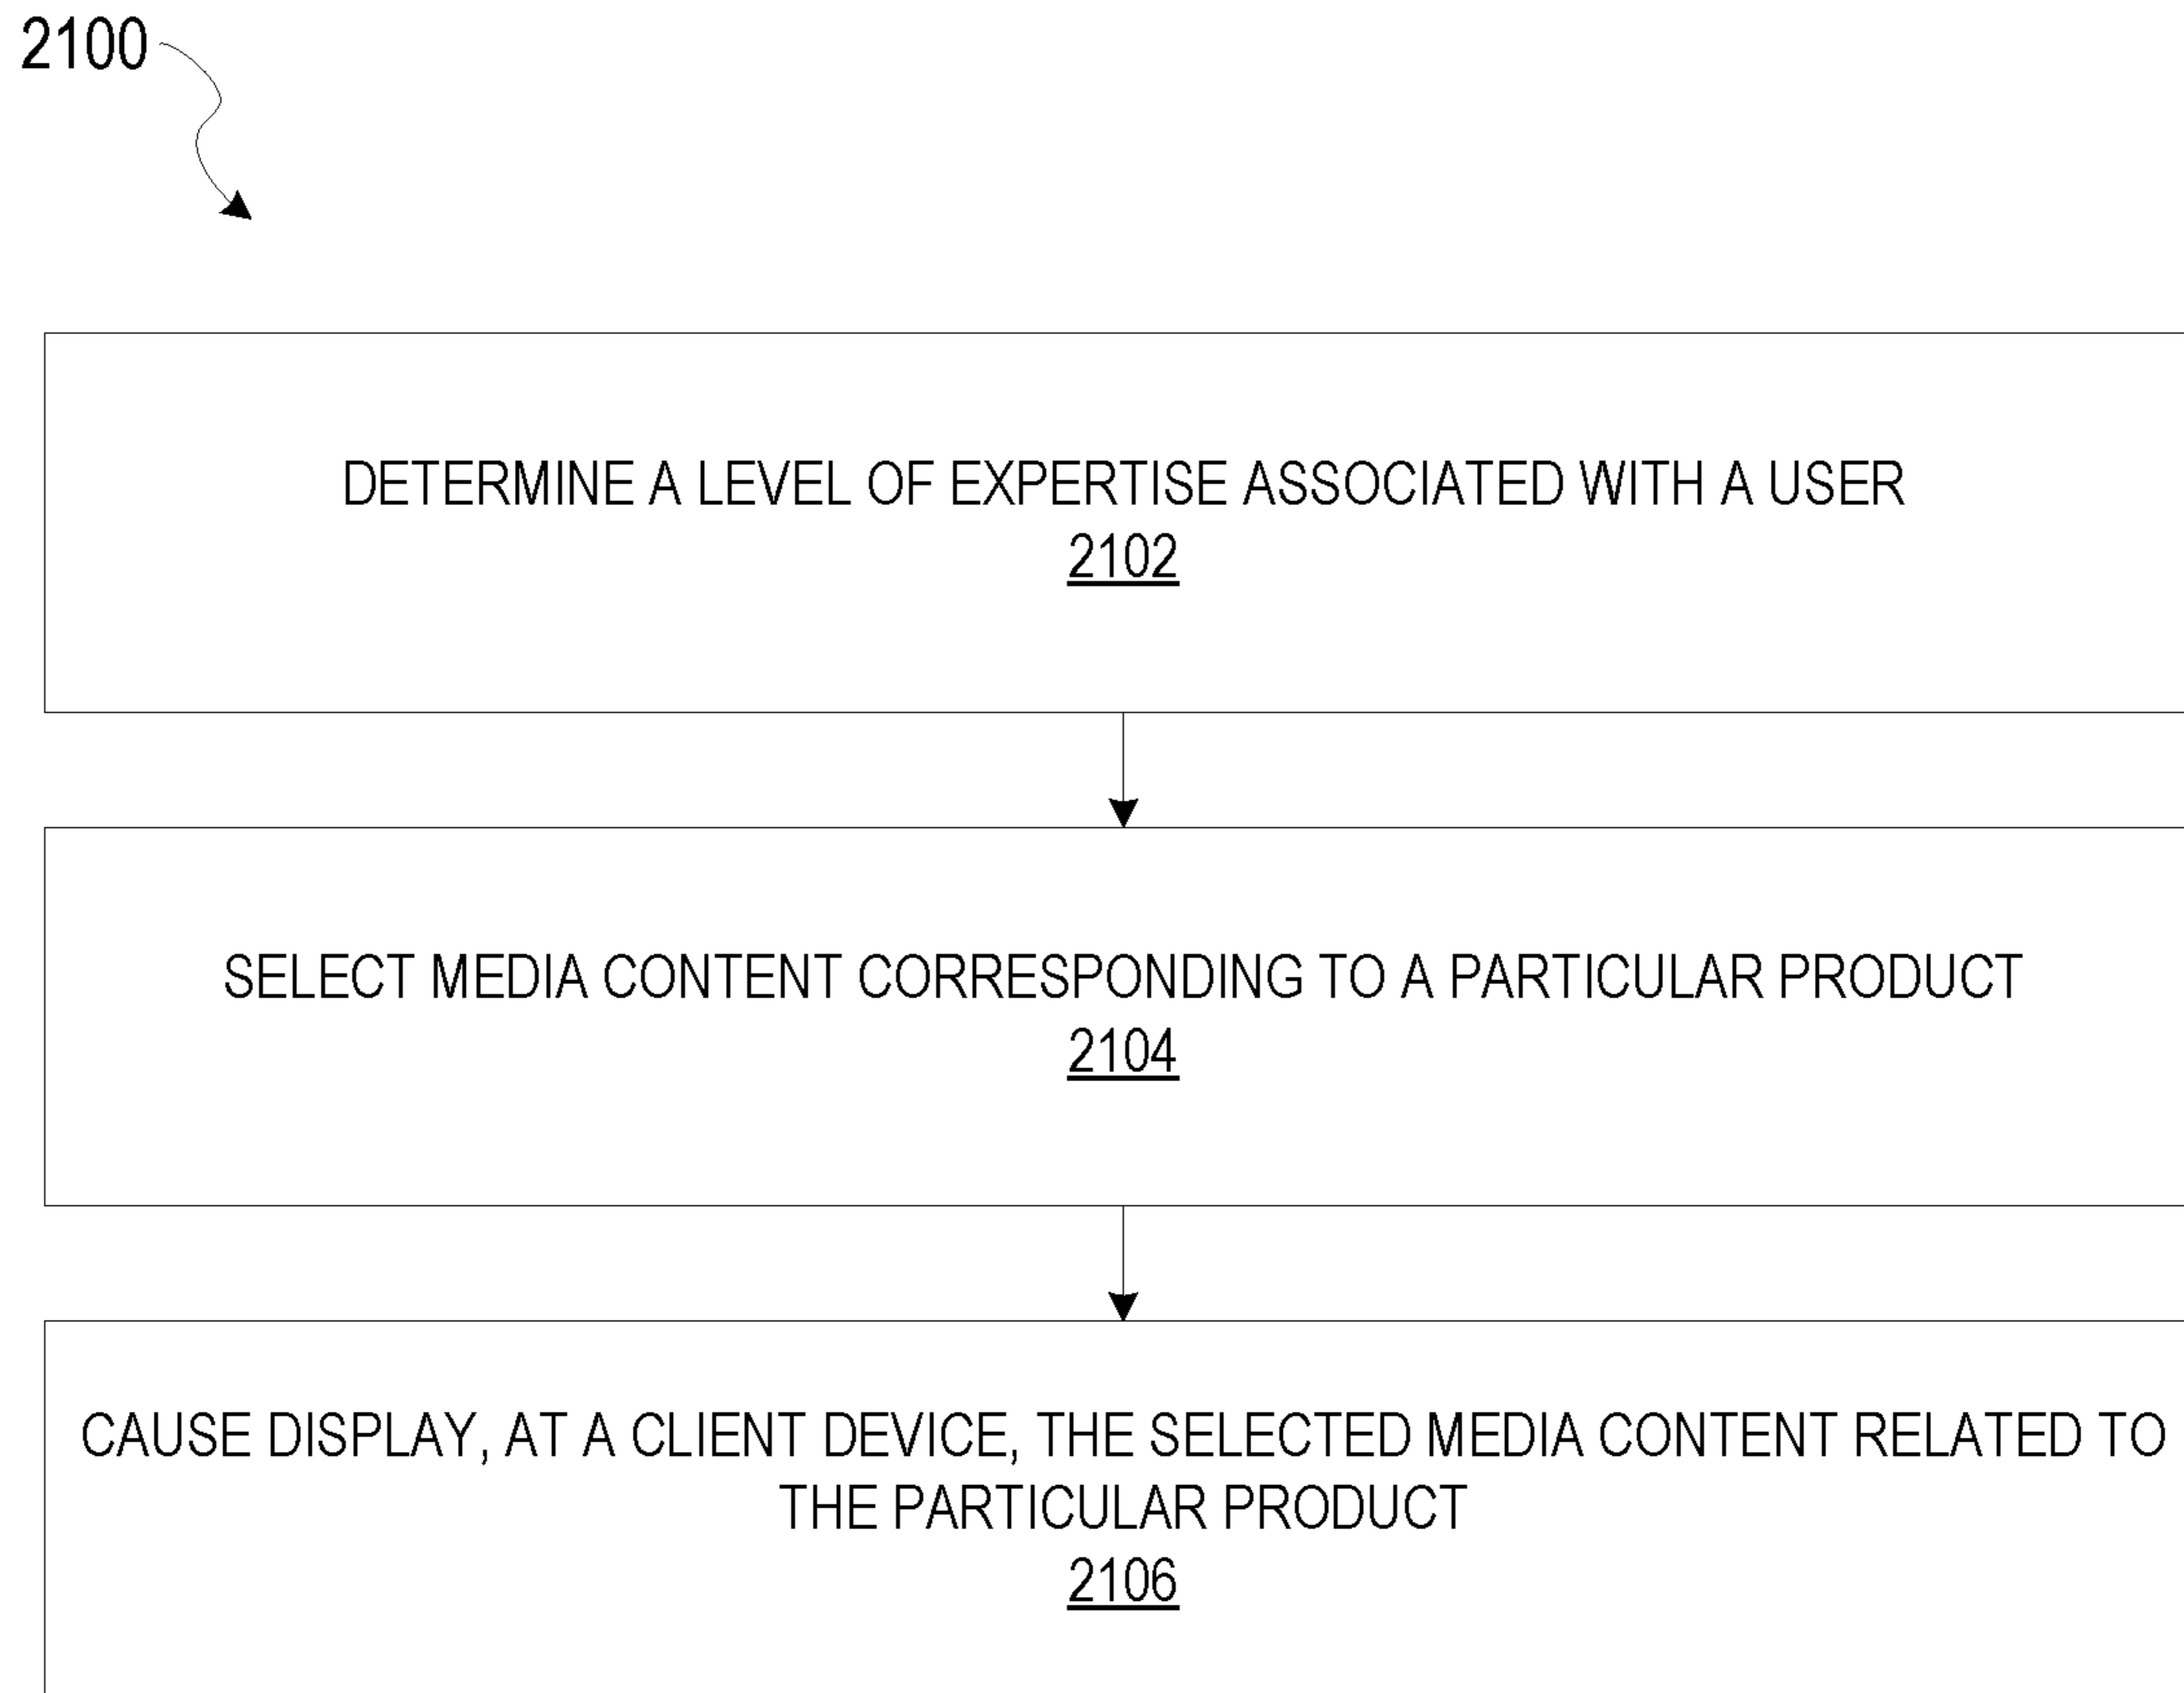 2100
DETERMINE A LEVEL OF EXPERTISE ASSOCIATED WITH A USER
2102
SELECT MEDIA CONTENT CORRESPONDING TO A PARTICULAR PRODUCT
2104
CAUSE DISPLAY, AT A CLIENT DEVICE, THE SELECTED MEDIA CONTENT RELATED TO
THE PARTICULAR PRODUCT
2106